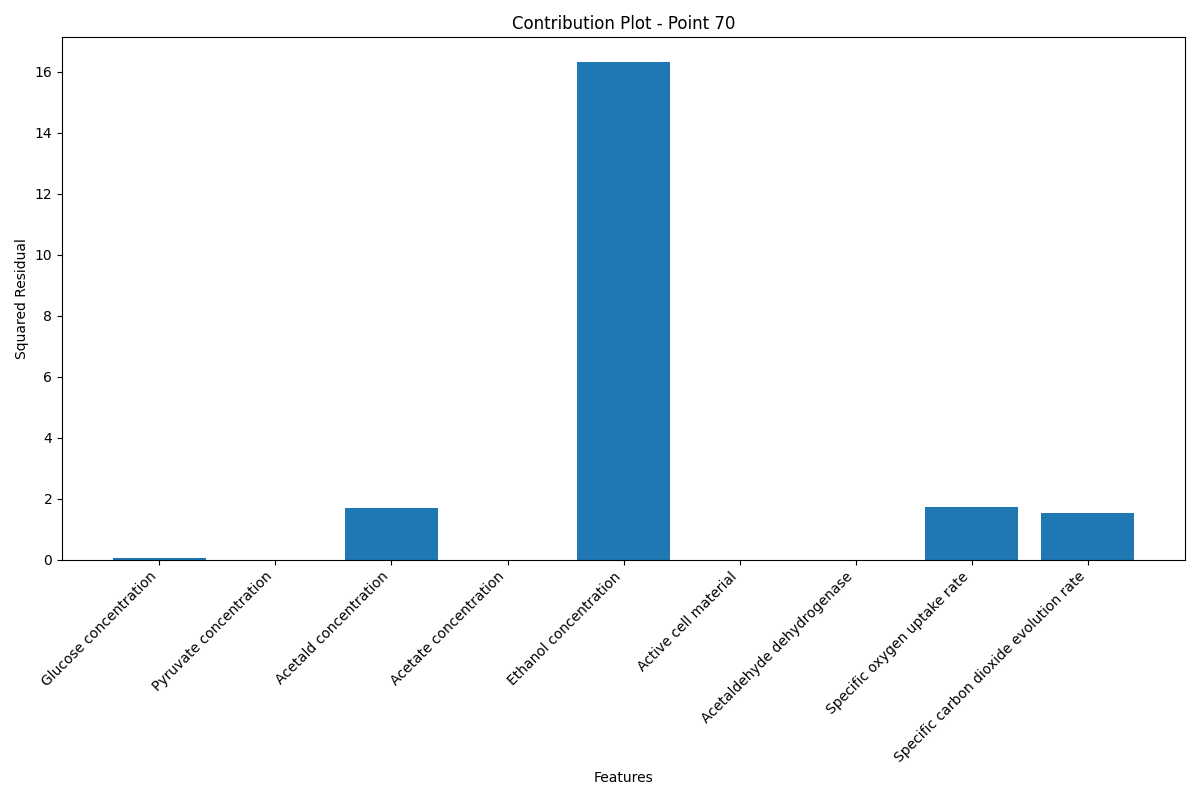 Contribution Plot - Point 70
Squared Residual
16
14
12
10
8
6
4
2
0
Glucose concentration
Pyruvate concentration
Acetald concentration
Acetate concentration
Ethanol concentration
Active cell material
Acetaldehyde dehydrogenase
Specific oxygen uptake rate
Specific carbon dioxide evolution rate
Features